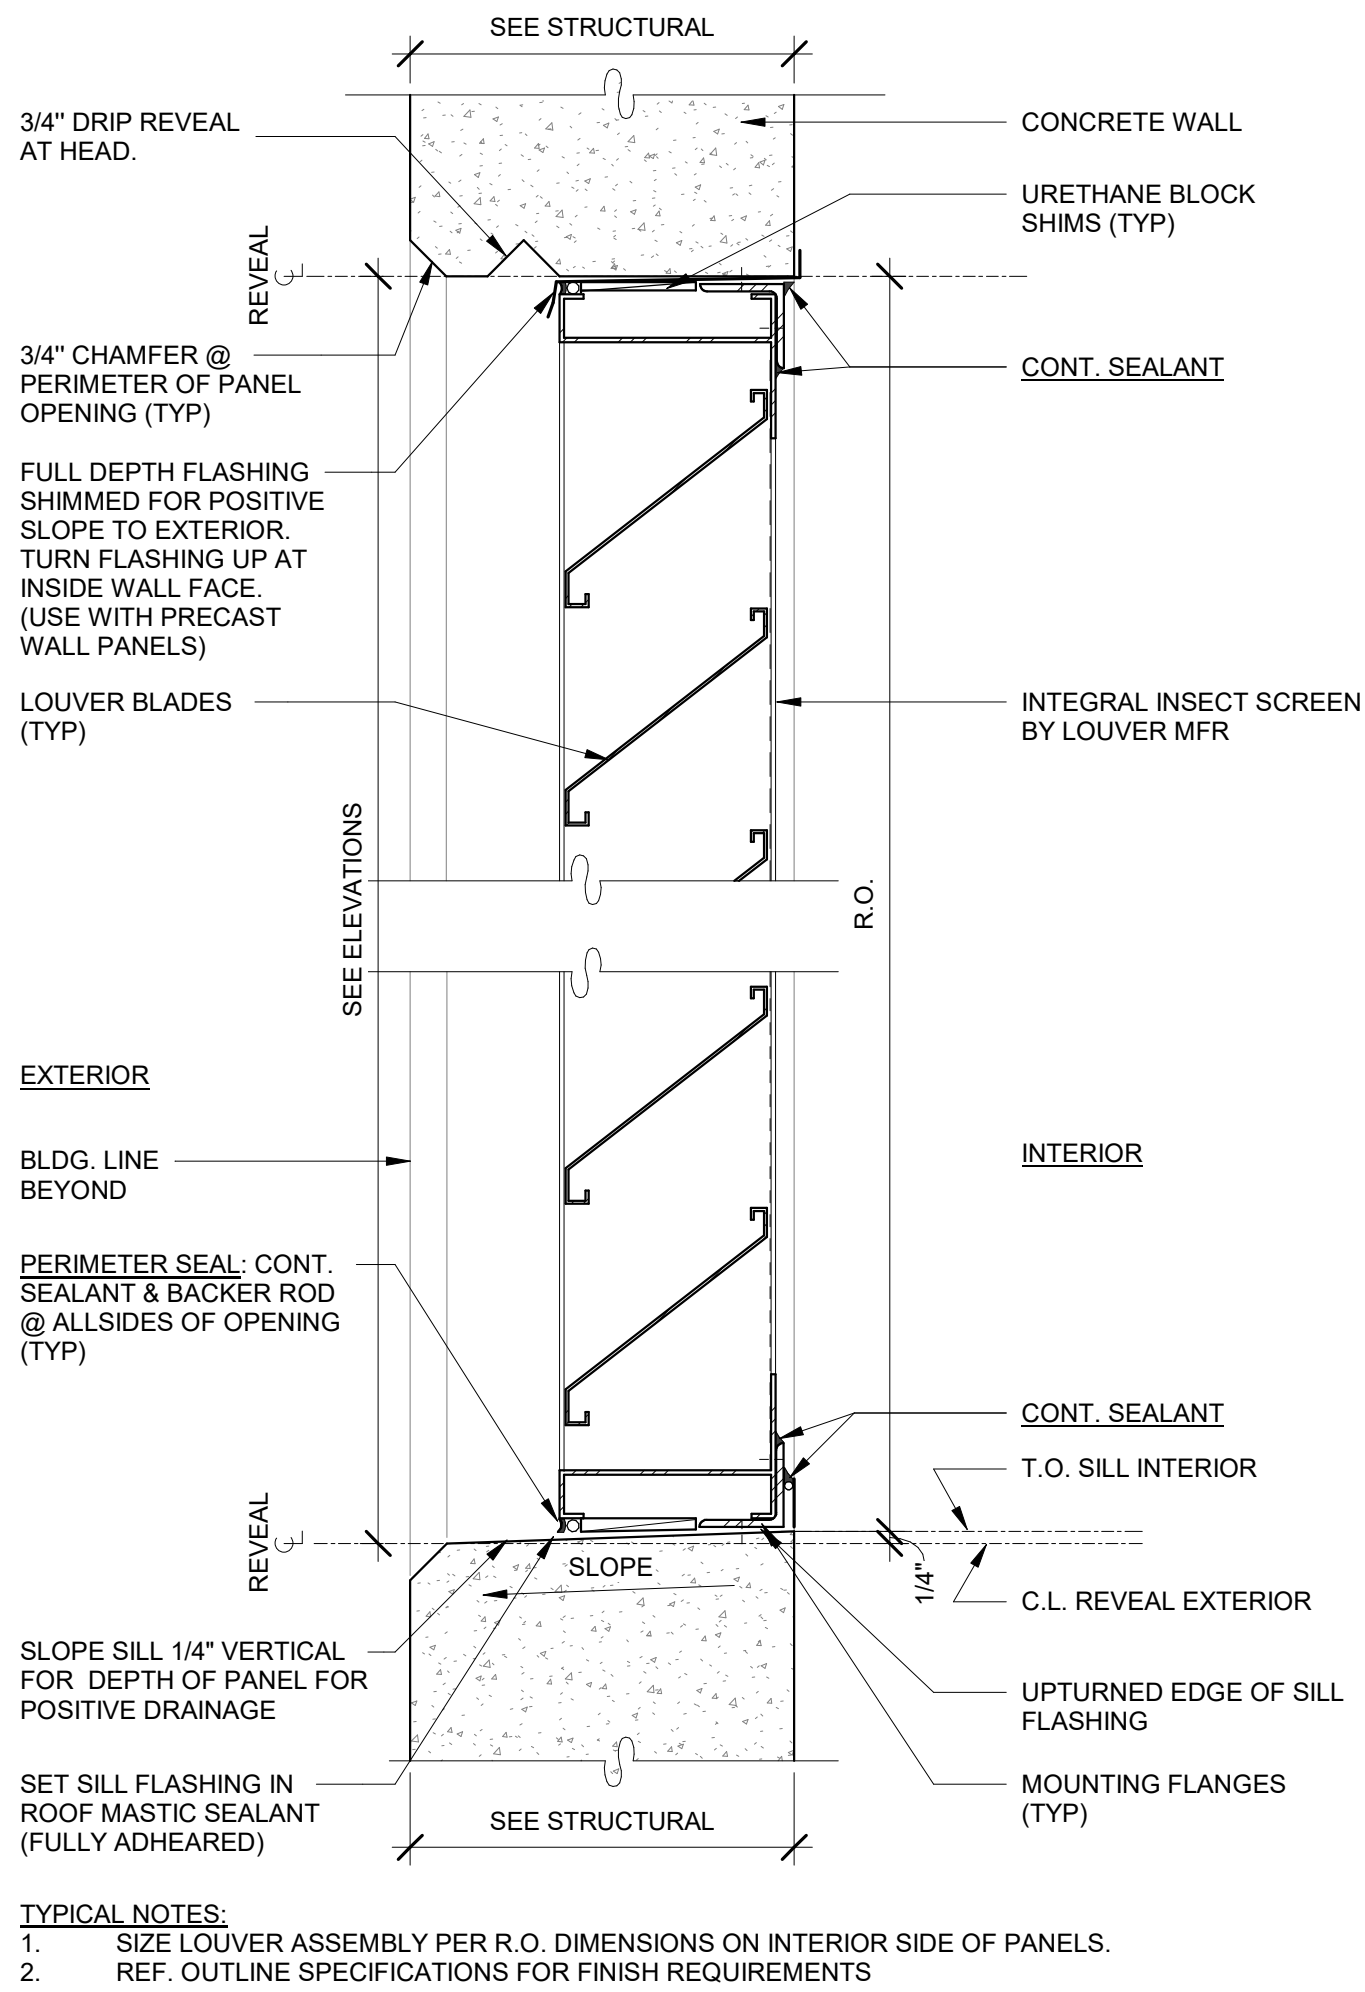 SEE STRUCTURAL
3/4" DRIP REVEAL
AT HEAD.
CONCRETE WALL
URETHANE BLOCK
SHIMS (TYP)
REVEAL
CL
3/4" CHAMFER @
PERIMETER OF PANEL
OPENING (TYP)
CONT. SEALANT
FULL DEPTH FLASHING
SHIMMED FOR POSITIVE
SLOPE TO EXTERIOR.
TURN FLASHING UP AT
INSIDE WALL FACE.
(USE WITH PRECAST
WALL PANELS)
LOUVER BLADES
(TYP)
INTEGRAL INSECT SCREEN
BY LOUVER MFR
SEE ELEVATIONS
R.O.
EXTERIOR
BLDG. LINE
BEYOND
INTERIOR
PERIMETER SEAL: CONT.
SEALANT & BACKER ROD
@ ALLSIDES OF OPENING
(TYP)
CONT. SEALANT
T.O. SILL INTERIOR
REVEAL
CL
SLOPE
1/4"
C.L. REVEAL EXTERIOR
SLOPE SILL 1/4" VERTICAL
FOR DEPTH OF PANEL FOR
POSITIVE DRAINAGE
UPTURNED EDGE OF SILL
FLASHING
SET SILL FLASHING IN
ROOF MASTIC SEALANT
(FULLY ADHEARED)
MOUNTING FLANGES
(TYP)
SEE STRUCTURAL
TYPICAL NOTES:
1. SIZE LOUVER ASSEMBLY PER R.O. DIMENSIONS ON INTERIOR SIDE OF PANELS.
2. REF. OUTLINE SPECIFICATIONS FOR FINISH REQUIREMENTS